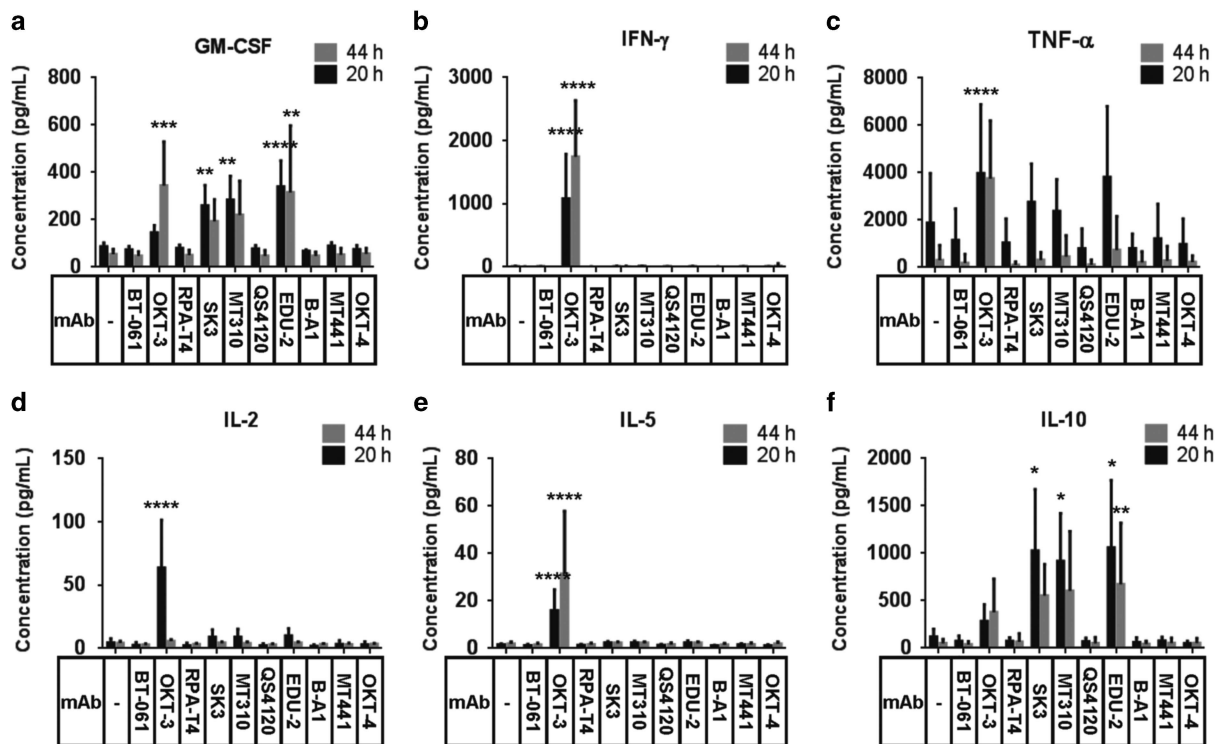 a
GM-CSF
44 h
20 h
Concentration (pg/mL)
800
600
400
200
0
***
**
**
****
**
mAb
-
BT-061
OKT-3
RPA-T4
SK3
MT310
QS4120
EDU-2
B-A1
MT441
OKT-4
b
IFN-γ
44 h
20 h
Concentration (pg/mL)
3000
2000
1000
0
****
****
mAb
-
BT-061
OKT-3
RPA-T4
SK3
MT310
QS4120
EDU-2
B-A1
MT441
OKT-4
c
TNF-α
44 h
20 h
Concentration (pg/mL)
8000
6000
4000
2000
0
****
mAb
-
BT-061
OKT-3
RPA-T4
SK3
MT310
QS4120
EDU-2
B-A1
MT441
OKT-4
d
IL-2
44 h
20 h
Concentration (pg/mL)
150
100
50
0
****
mAb
-
BT-061
OKT-3
RPA-T4
SK3
MT310
QS4120
EDU-2
B-A1
MT441
OKT-4
e
IL-5
44 h
20 h
Concentration (pg/mL)
80
60
40
20
0
****
****
mAb
-
BT-061
OKT-3
RPA-T4
SK3
MT310
QS4120
EDU-2
B-A1
MT441
OKT-4
f
IL-10
44 h
20 h
Concentration (pg/mL)
2000
1500
1000
500
0
*
*
*
**
mAb
-
BT-061
OKT-3
RPA-T4
SK3
MT310
QS4120
EDU-2
B-A1
MT441
OKT-4